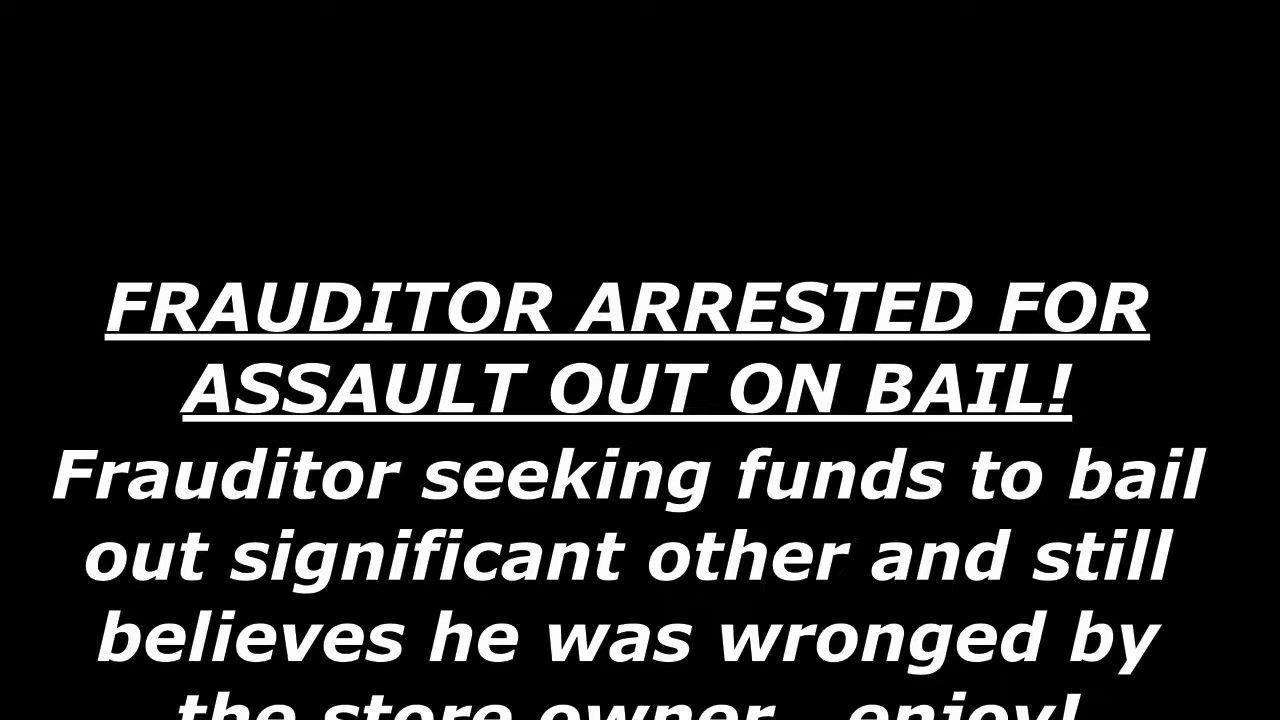 FRAUDITOR ARRESTED FOR
ASSAULT OUT ON BAIL!
Frauditor seeking funds to bail
out significant other and still
believes he was wronged by
the store owner...enjoy!